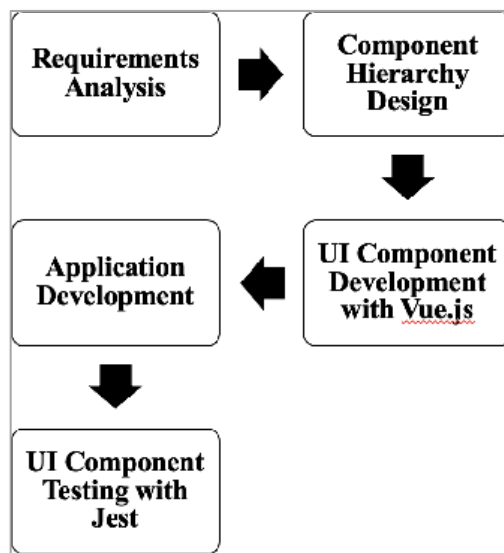 Requirements
Analysis
Component
Hierarchy
Design
UI Component
Development
with Vue.js
Application
Development
UI Component
Testing with
Jest